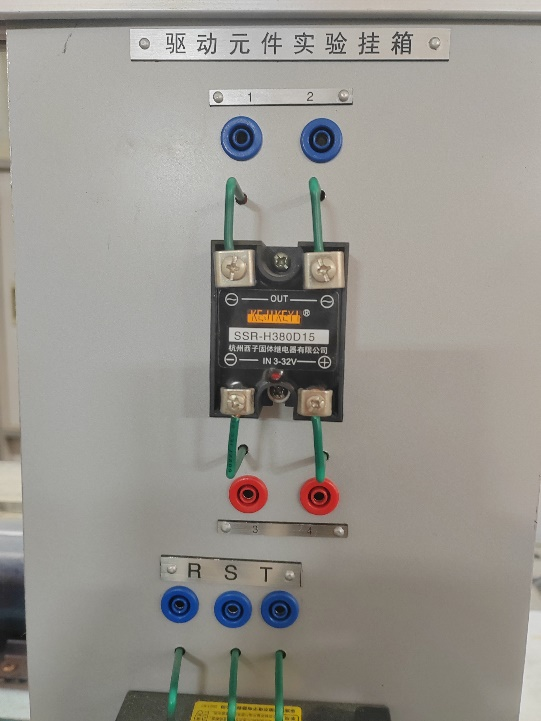 驱动元件实验挂箱
1 2
OUT
KEJIKEYI®
SSR-H380D15
杭州西子固体继电器有限公司
IN 3-32V
3 4
R S T